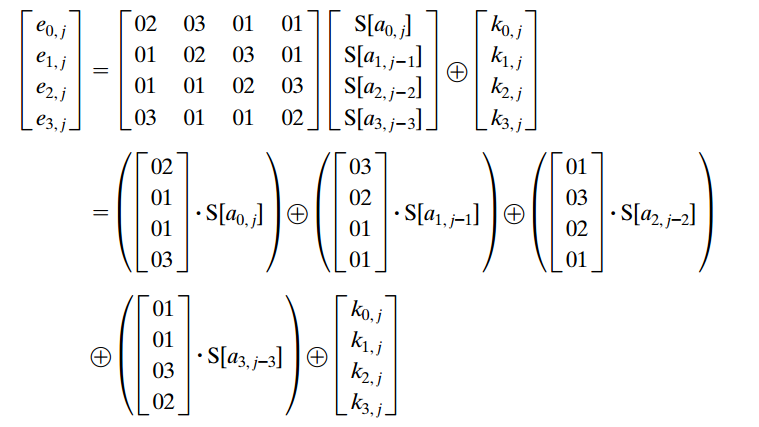 [e0,j e1,j e2,j e3,j] = [02 03 01 01; 01 02 03 01; 01 01 02 03; 03 01 01 02] [S[a0,j] S[a1,j−1] S[a2,j−2] S[a3,j−3]] ⊕ [k0,j k1,j k2,j k3,j]
= ([02 01 01 03] · S[a0,j]) ⊕ ([03 02 01 01] · S[a1,j−1]) ⊕ ([01 03 02 01] · S[a2,j−2])
⊕ ([01 01 03 02] · S[a3,j−3]) ⊕ [k0,j k1,j k2,j k3,j]